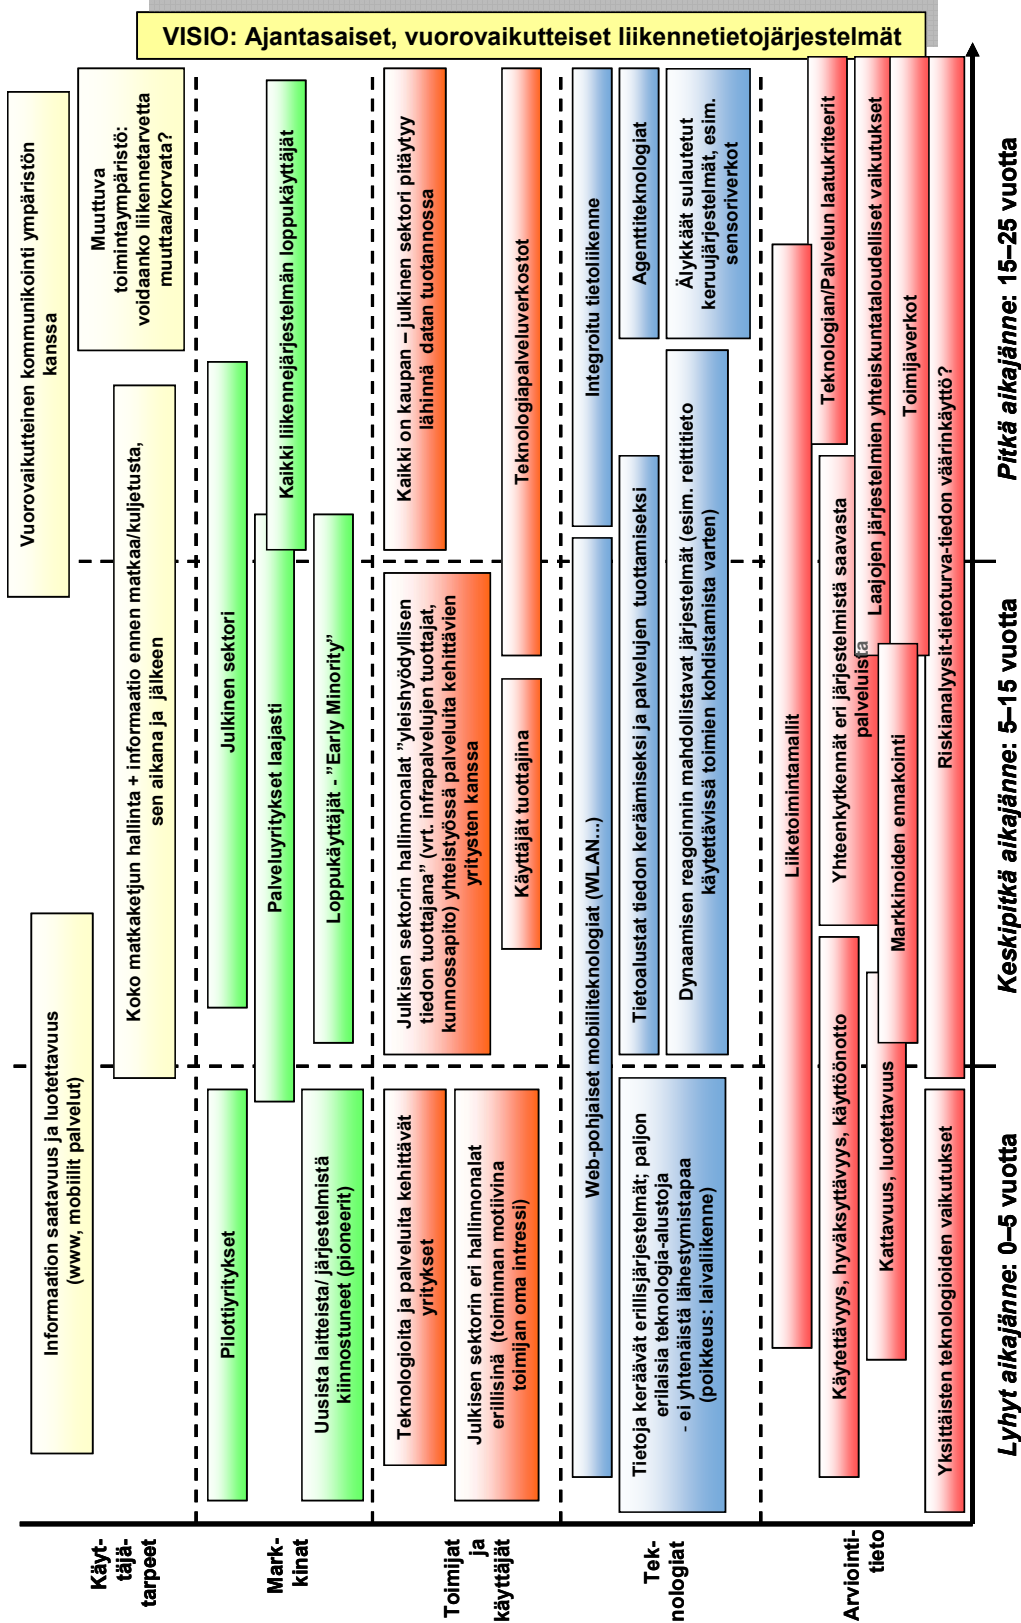 VISIO: Ajantasaiset, vuorovaikutteiset liikennetietojärjestelmät
Käyt-
täjä-
tarpeet
Informaation saatavuus ja luotettavuus
(www, mobiilit palvelut)
Koko matkaketjun hallinta + informaatio ennen matkaa/kuljetusta,
sen aikana ja jälkeen
Vuorovaikutteinen kommunikointi ympäristön
kanssa
Muuttuva
toimintaympäristö:
voidaanko liikennetarvetta
muuttaa/korvata?
Mark-
kinat
Pilottiyritykset
Uusista laitteista/ järjestelmistä
kiinnostuneet (pioneerit)
Julkinen sektori
Palveluyritykset laajasti
Loppukäyttäjät - ”Early Minority”
Kaikki liikennejärjestelmän loppukäyttäjät
Toimijat
ja
käyttäjät
Teknologioita ja palveluita kehittävät
yritykset
Julkisen sektorin eri hallinnonalat
erillisinä (toiminnan motiivina
toimijan oma intressi)
Julkisen sektorin hallinnonalat ”yleishyödyllisen
tiedon tuottajana” (vrt. infrapalvelujen tuottajat,
kunnossapito) yhteistyössä palveluita kehittävien
yritysten kanssa
Käyttäjät tuottajina
Kaikki on kaupan – julkinen sektori pitäytyy
lähinnä datan tuotannossa
Teknologiapalveluverkostot
Tek-
nologiat
Web-pohjaiset mobiiliteknologiat (WLAN...)
Tietoja keräävät erillisjärjestelmät; paljon
erilaisia teknologia-alustoja
- ei yhtenäistä lähestymistapaa
(poikkeus: laivaliikenne)
Tietoalustat tiedon keräämiseksi ja palvelujen tuottamiseksi
Dynaamisen reagoinnin mahdollistavat järjestelmät (esim. reittitieto
käytettävissä toimien kohdistamista varten)
Integroitu tietoliikenne
Agenttiteknologiat
Älykkäät sulautetut
keruujärjestelmät, esim.
sensoriverkot
Arviointi-
tieto
Liiketoimintamallit
Käytettävyys, hyväksyttävyys, käyttöönotto
Kattavuus, luotettavuus
Yksittäisten teknologioiden vaikutukset
Yhteenkytkennät eri järjestelmistä saavasta
palveluista
Markkinoiden ennakointi
Teknologian/Palvelun laatukriteerit
Laajojen järjestelmien yhteiskuntataloudelliset vaikutukset
Toimijaverkot
Riskianalyysit-tietoturva-tiedon väärinkäyttö?
Lyhyt aikajänne: 0–5 vuotta
Keskipitkä aikajänne: 5–15 vuotta
Pitkä aikajänne: 15–25 vuotta